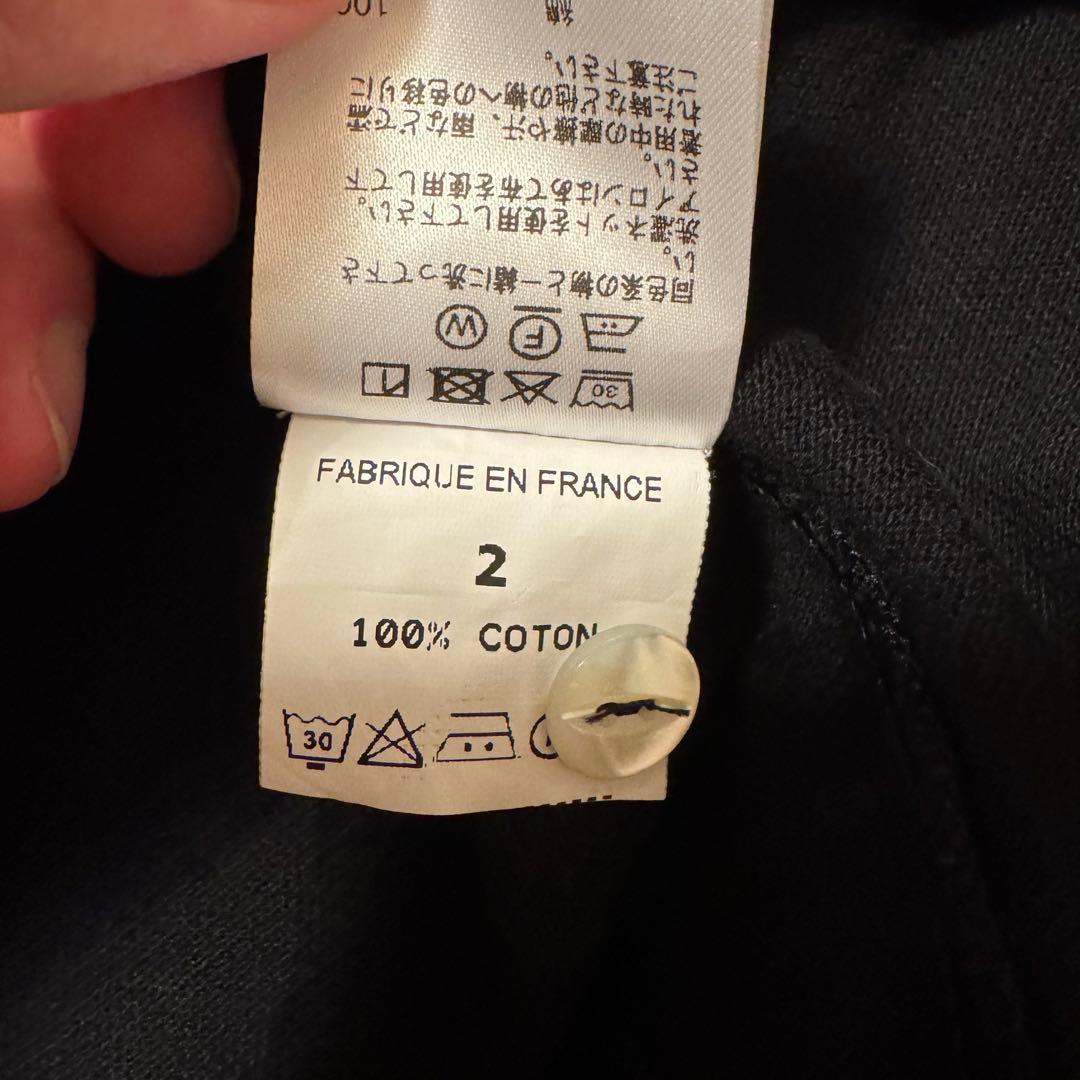 30
F W
同色系の物と一緒に洗って下さ
い。
洗濯ネットを使用して下さい。
アイロンはあて布を使用して下
さい。
着用中の摩擦や汗、雨などで濡
れた時など他の物への色移りに
ご注意下さい。
綿 100
FABRIQUE EN FRANCE
2
100% COTON
30